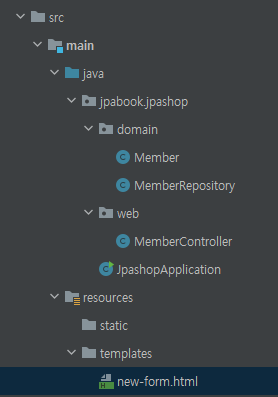 src
main
java
jpabook.jpashop
domain
Member
MemberRepository
web
MemberController
JpashopApplication
resources
static
templates
new-form.html